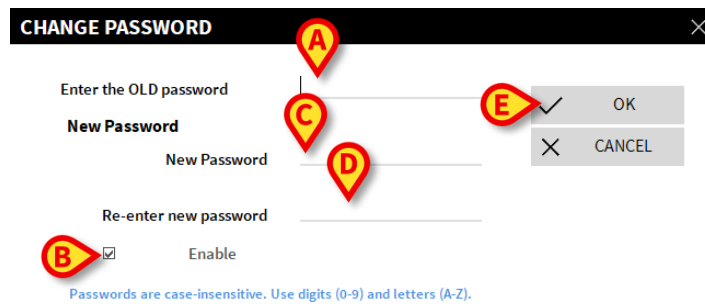 CHANGE PASSWORD
A
Enter the OLD password
E
OK
C
New Password
CANCEL
New Password
D
Re-enter new password
B
Enable
Passwords are case-insensitive. Use digits (0-9) and letters (A-Z).